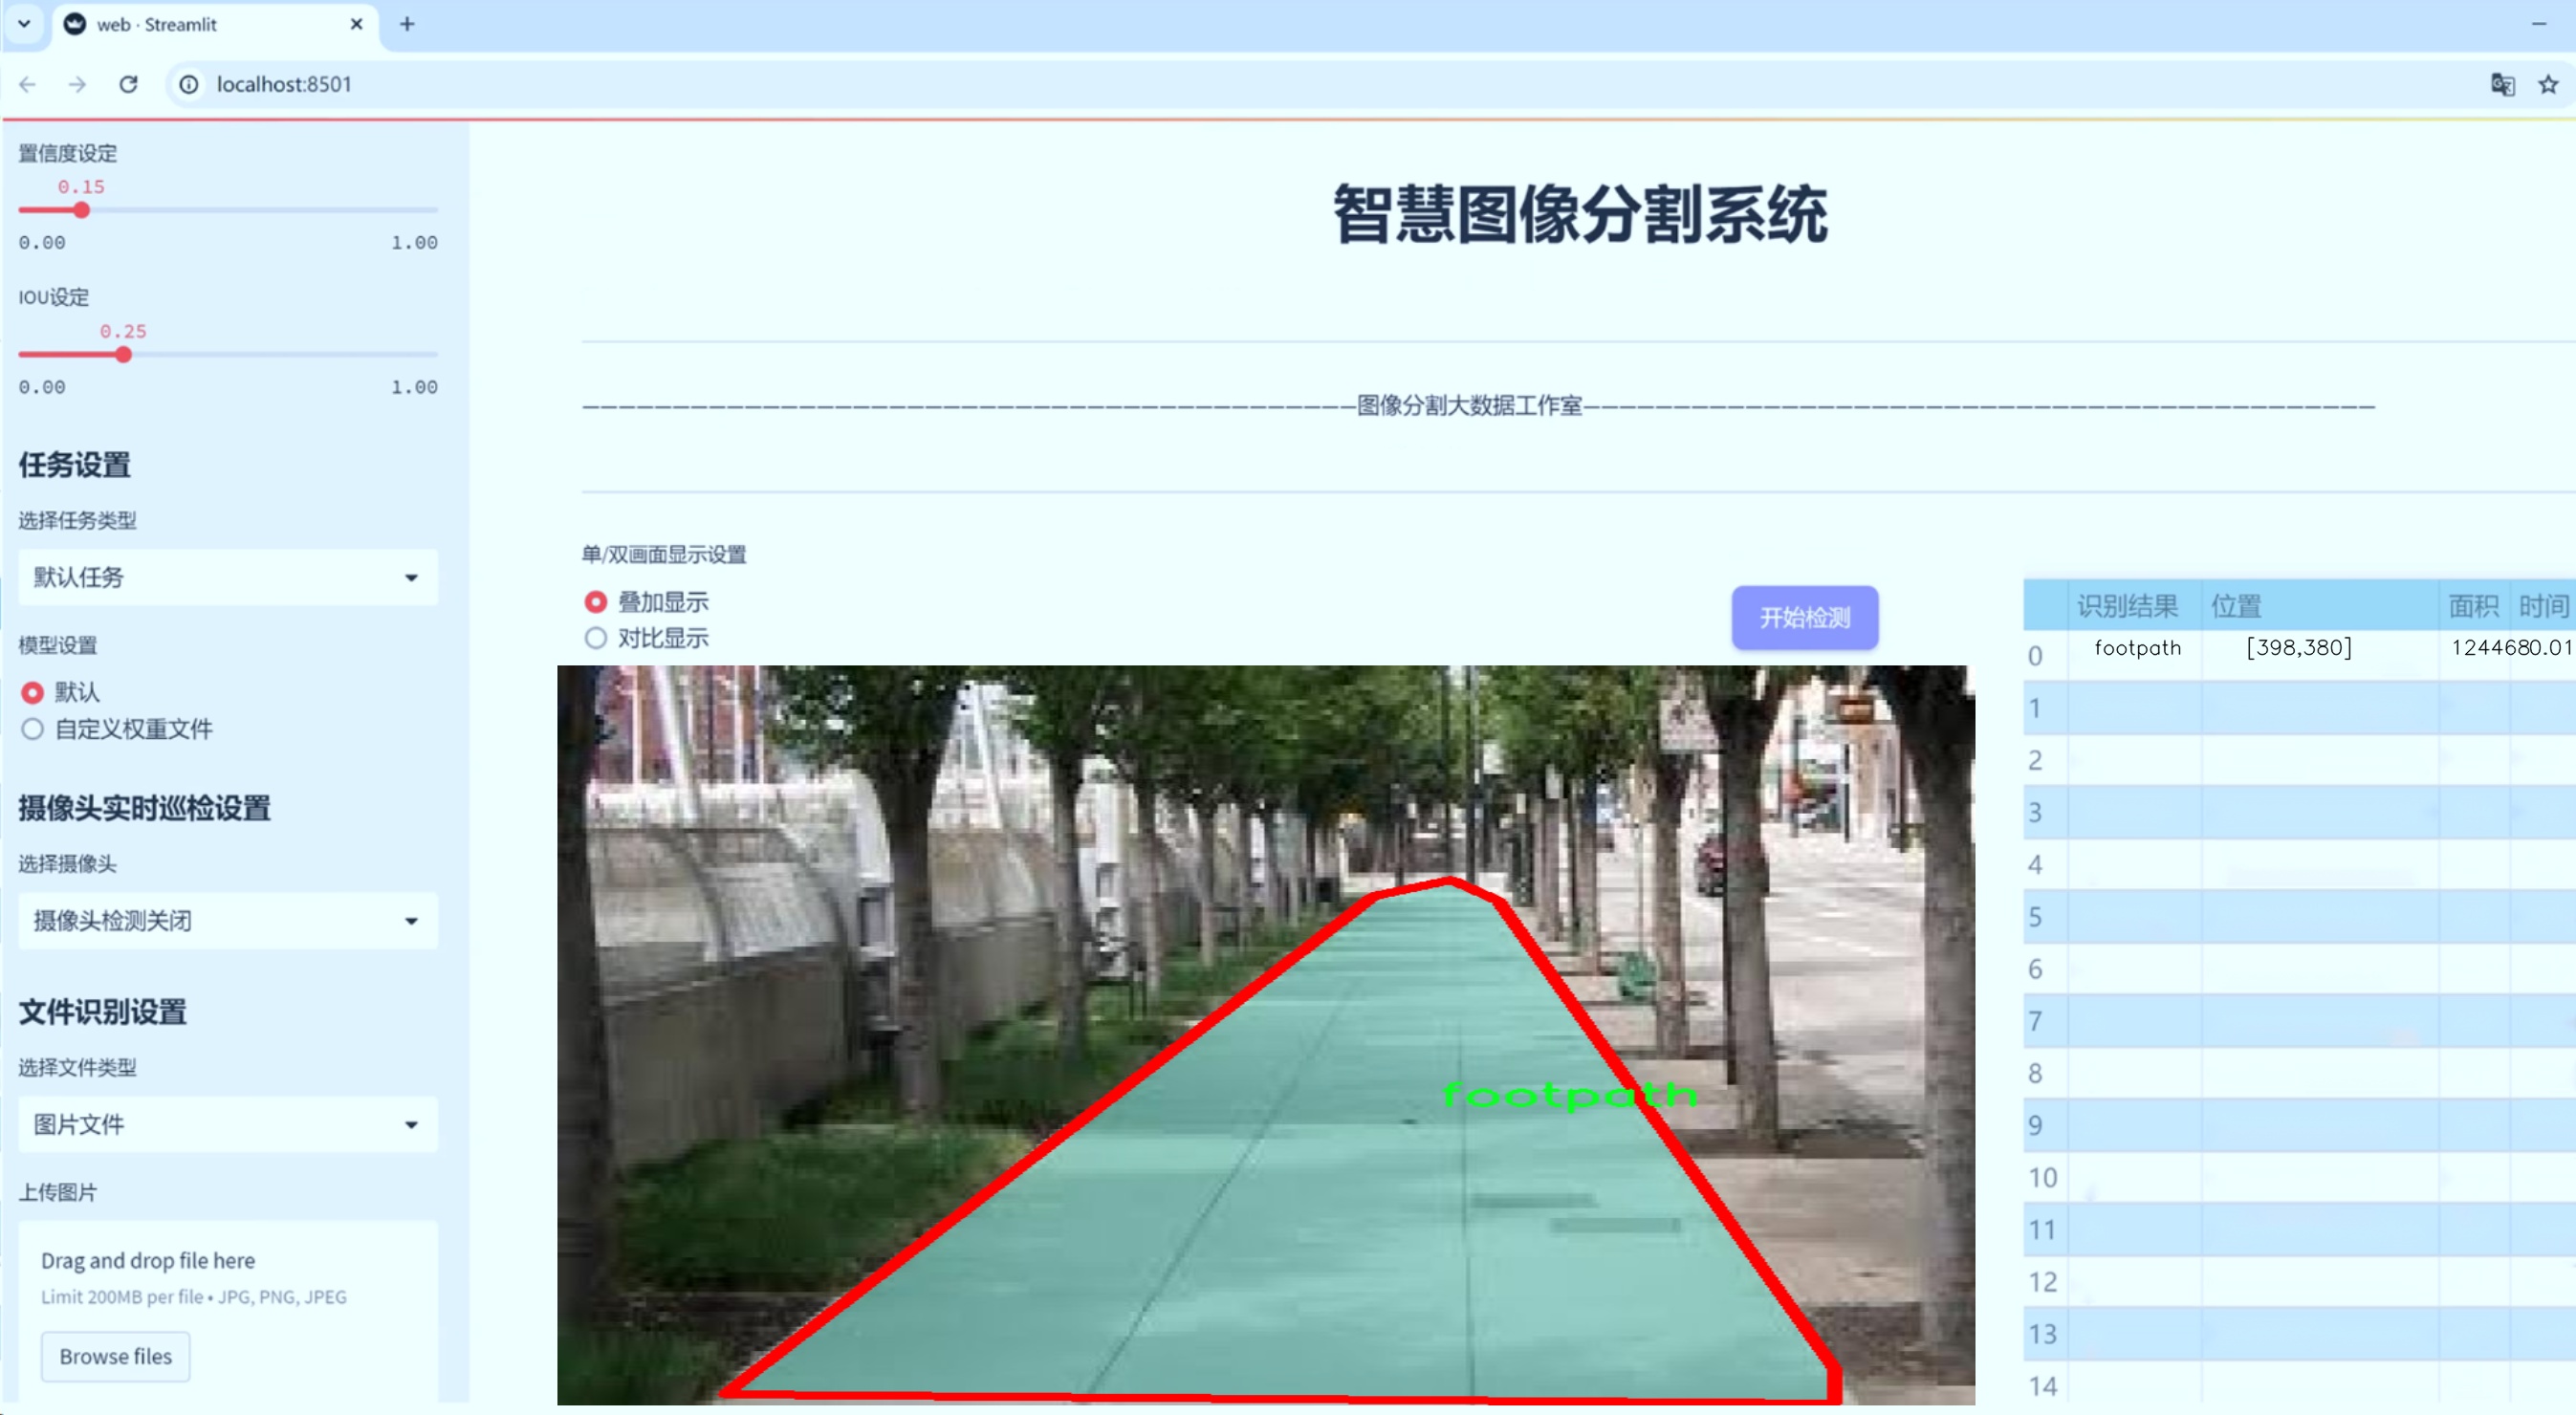 web · Streamlit
localhost:8501
置信度设定
0.15
0.00 1.00
IOU设定
0.25
0.00 1.00
任务设置
选择任务类型
默认任务
模型设置
默认
自定义权重文件
摄像头实时巡检设置
选择摄像头
摄像头检测关闭
文件识别设置
选择文件类型
图片文件
上传图片
Drag and drop file here
Limit 200MB per file • JPG, PNG, JPEG
Browse files
智慧图像分割系统
———————————————————————————————————————————图像分割大数据工作室————————————————————————————————————————————
单/双画面显示设置
叠加显示
对比显示
开始检测
footpath
识别结果 位置 面积 时间
0 footpath [398,380] 1244680.01
1
2
3
4
5
6
7
8
9
10
11
12
13
14